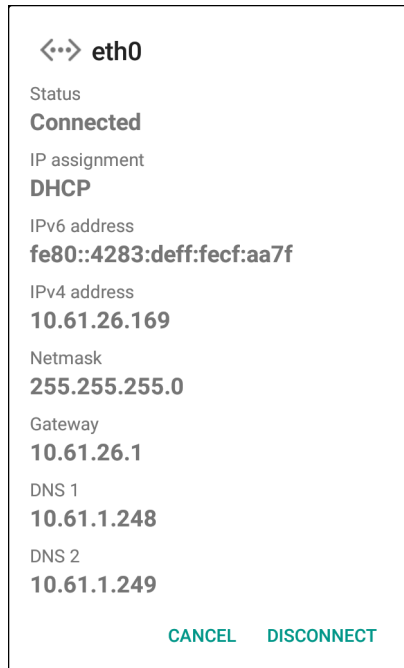 eth0
Status
Connected
IP assignment
DHCP
IPv6 address
fe80::4283:deff:fecf:aa7f
IPv4 address
10.61.26.169
Netmask
255.255.255.0
Gateway
10.61.26.1
DNS 1
10.61.1.248
DNS 2
10.61.1.249
CANCEL DISCONNECT